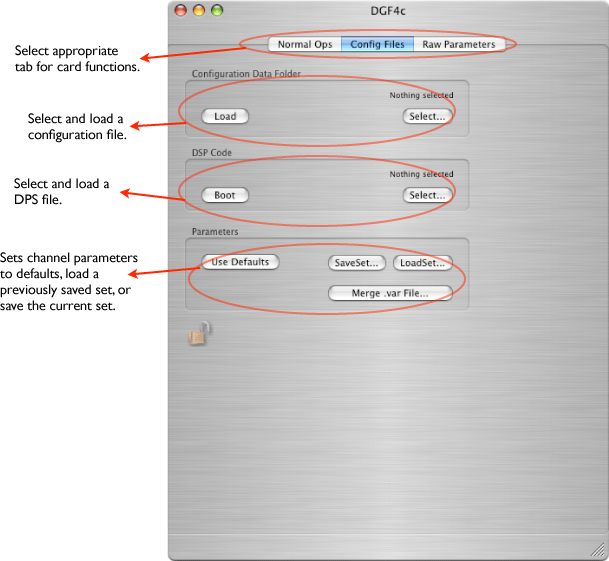 DGF4c
Select appropriate
tab for card functions.
Normal Ops Config Files Raw Parameters
Configuration Data Folder
Nothing selected
Select and load a
configuration file.
Load Select...
DSP Code
Nothing selected
Select and load a
DPS file.
Boot Select...
Parameters
Sets channel parameters
to defaults, load a
previously saved set, or
save the current set.
Use Defaults SaveSet... LoadSet...
Merge .var File...